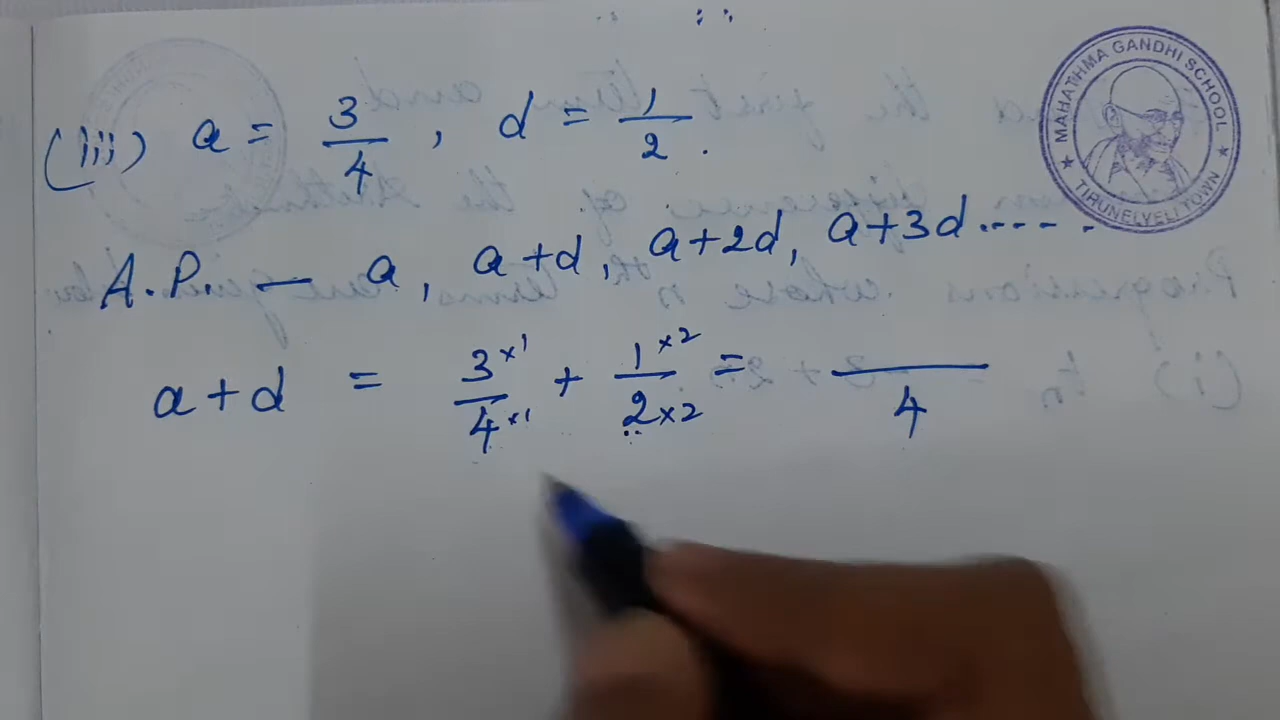 (iii) a = 3/4 , d = 1/2 .
A.P. — a, a+d, a+2d, a+3d ---- .
a+d = 3×1/4×1 + 1×2/2×2 = /4
MAHATHMA GANDHI SCHOOL
★ TIRUNELVELI TOWN ★